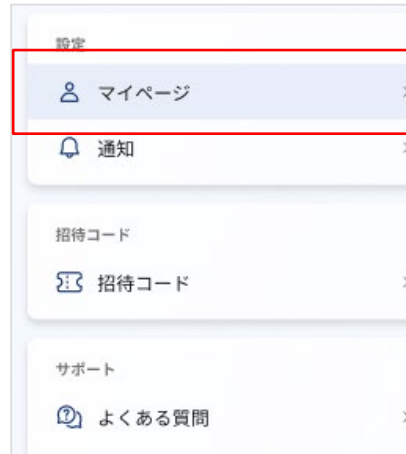 設定
マイページ
通知
招待コード
招待コード
サポート
よくある質問